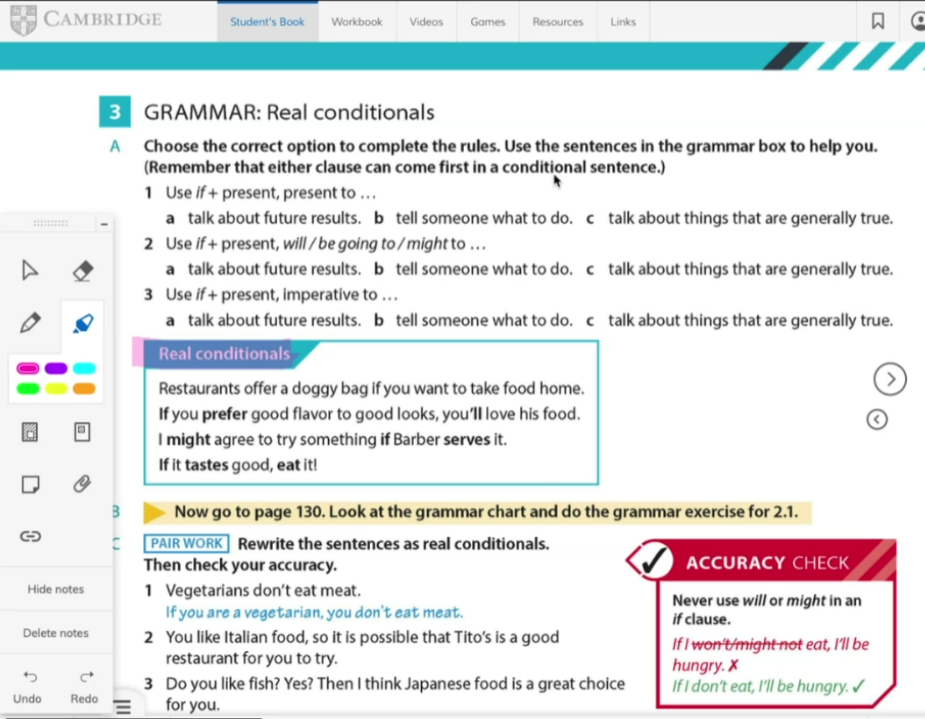 CAMBRIDGE
Student's Book
Workbook
Videos
Games
Resources
Links
3 GRAMMAR: Real conditionals
A Choose the correct option to complete the rules. Use the sentences in the grammar box to help you.
(Remember that either clause can come first in a conditional sentence.)
1 Use if + present, present to …
a talk about future results. b tell someone what to do. c talk about things that are generally true.
2 Use if + present, will / be going to / might to …
a talk about future results. b tell someone what to do. c talk about things that are generally true.
3 Use if + present, imperative to …
a talk about future results. b tell someone what to do. c talk about things that are generally true.
Real conditionals
Restaurants offer a doggy bag if you want to take food home.
If you prefer good flavor to good looks, you'll love his food.
I might agree to try something if Barber serves it.
If it tastes good, eat it!
B Now go to page 130. Look at the grammar chart and do the grammar exercise for 2.1.
C PAIR WORK Rewrite the sentences as real conditionals.
Then check your accuracy.
1 Vegetarians don't eat meat.
If you are a vegetarian, you don't eat meat.
2 You like Italian food, so it is possible that Tito's is a good
restaurant for you to try.
3 Do you like fish? Yes? Then I think Japanese food is a great choice
for you.
ACCURACY CHECK
Never use will or might in an
if clause.
If I won't/might not eat, I'll be
hungry. ✗
If I don't eat, I'll be hungry. ✓
Hide notes
Delete notes
Undo
Redo